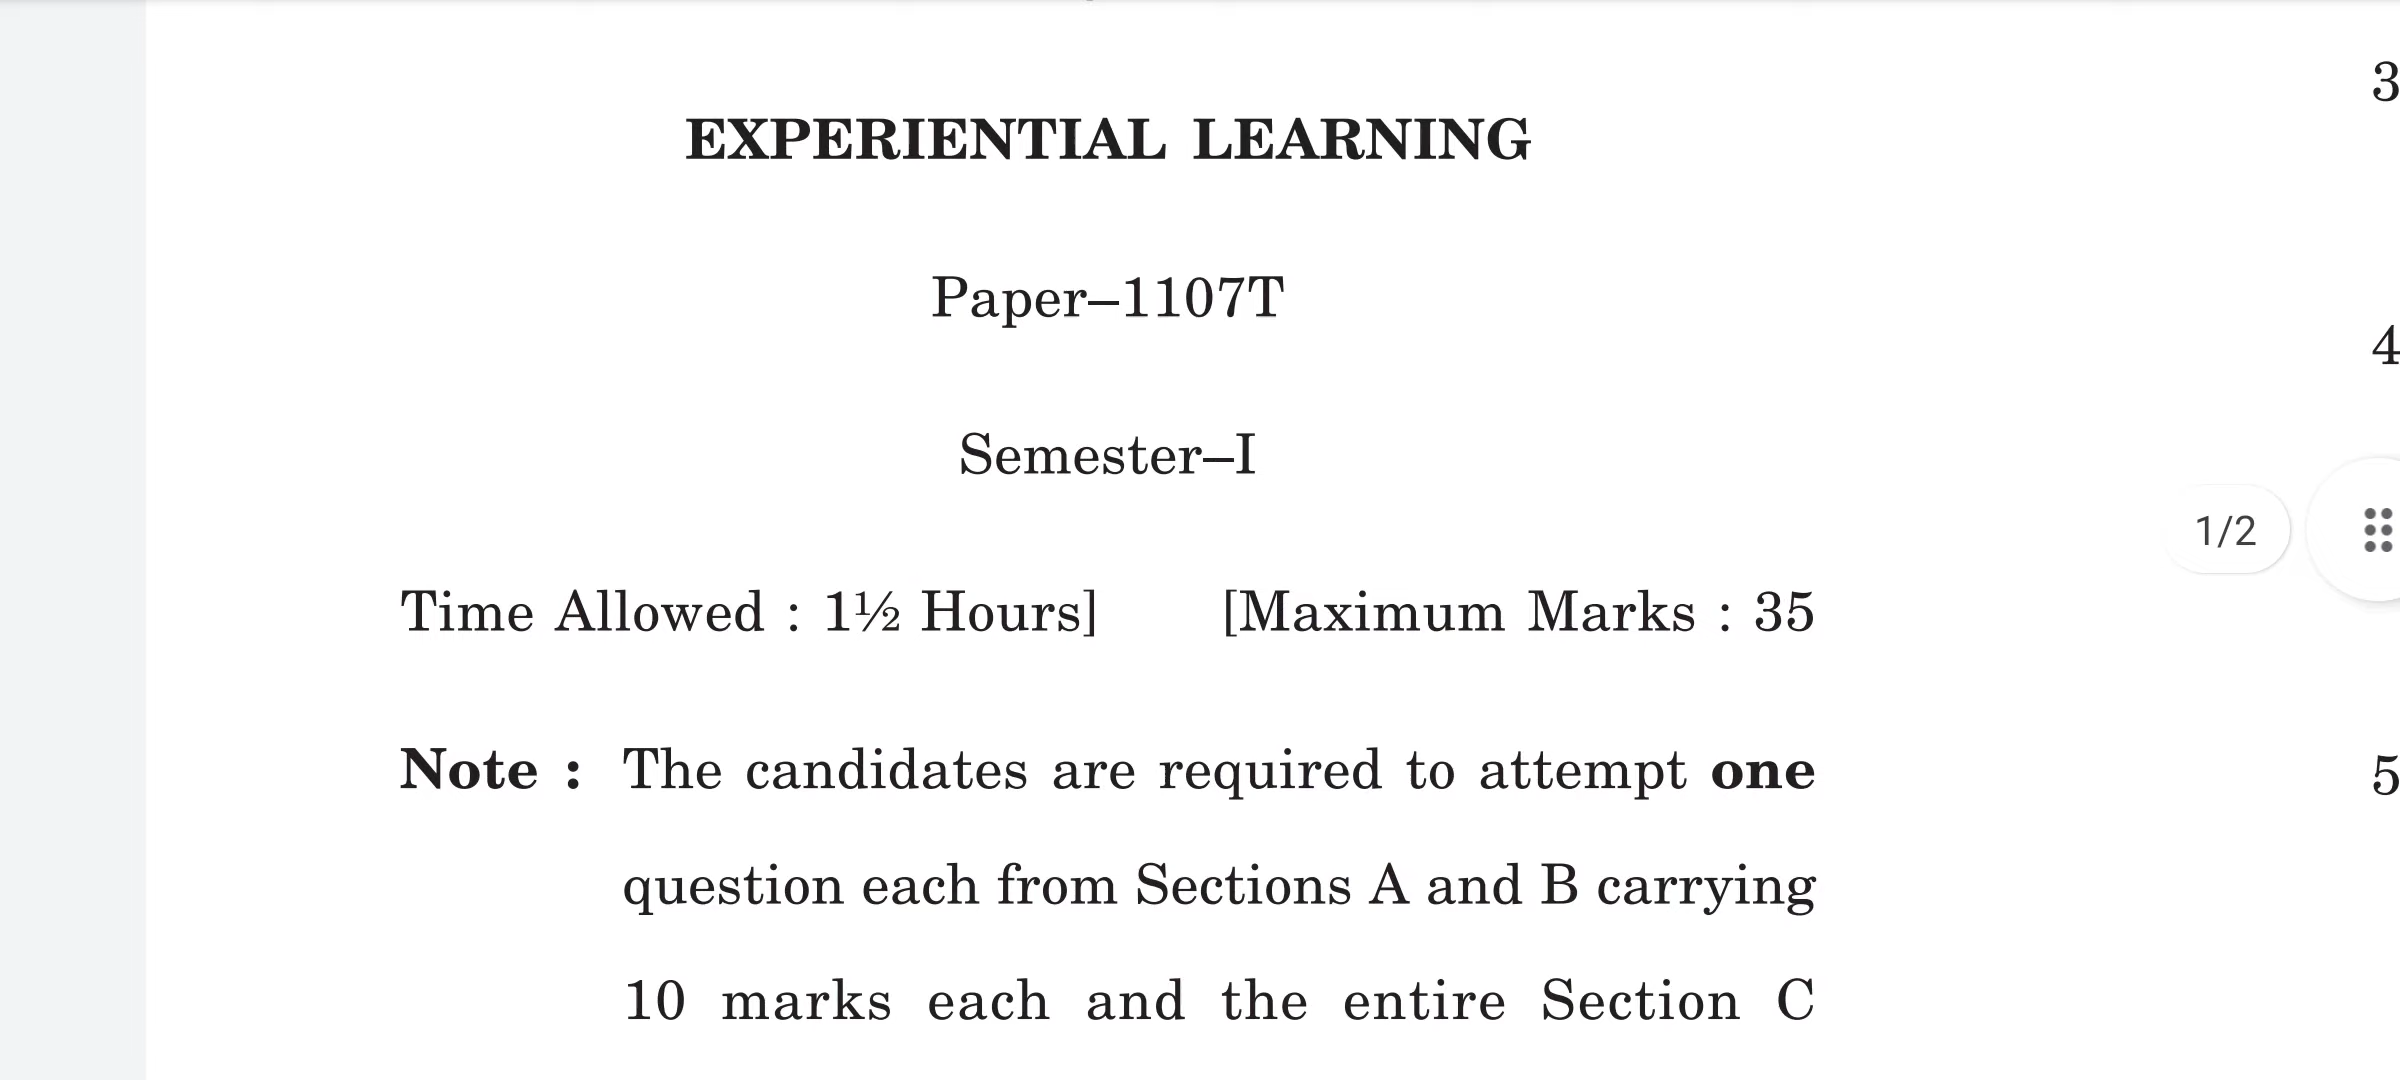 EXPERIENTIAL LEARNING
Paper–1107T
Semester–I
Time Allowed : 1½ Hours] [Maximum Marks : 35
Note : The candidates are required to attempt one
question each from Sections A and B carrying
10 marks each and the entire Section C
3
4
1/2
5